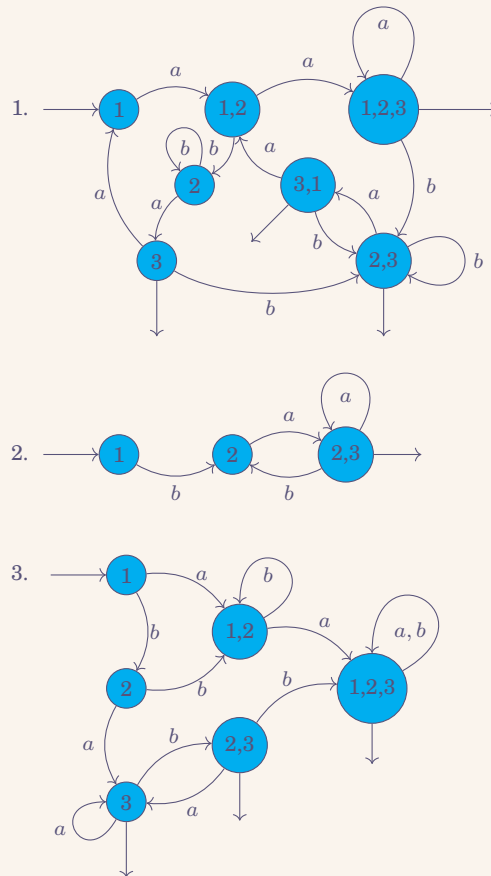 a
a a
1. 1 1,2 1,2,3
b b a
a 2 3,1 b
a a
b
3 2,3 b
b
a
a
2. 1 2 2,3
b b
3. 1 a b
1,2 a a, b
b
2 b 1,2,3
a b b
2,3
3 a
a